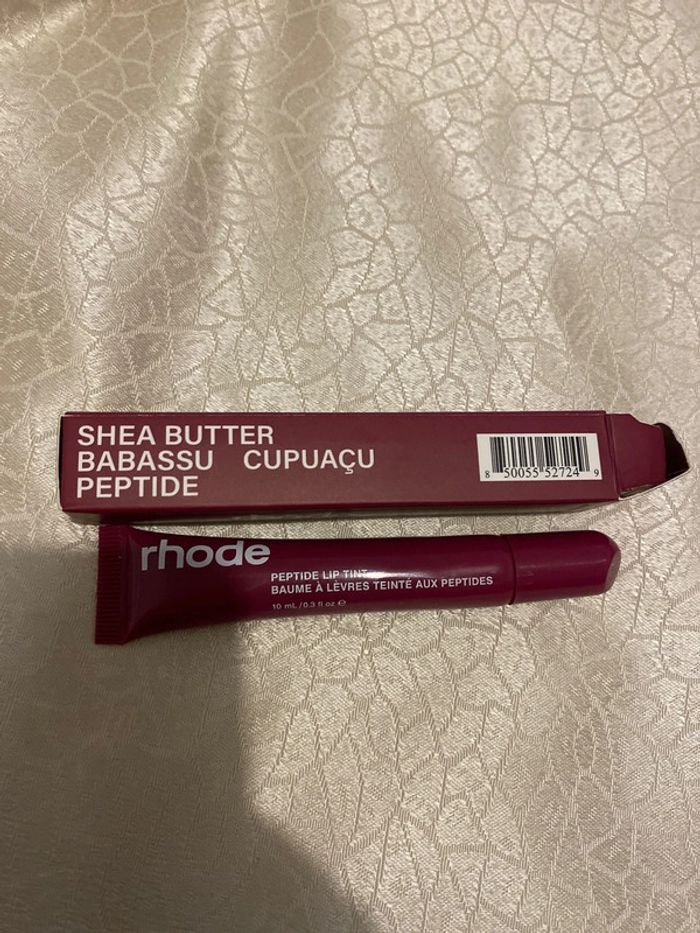 SHEA BUTTER
BABASSU CUPUAÇU
PEPTIDE
8 50055 52724 9
rhode
PEPTIDE LIP TINT
BAUME À LÈVRES TEINTÉ AUX PEPTIDES
10 mL / 0.3 fl oz ℮